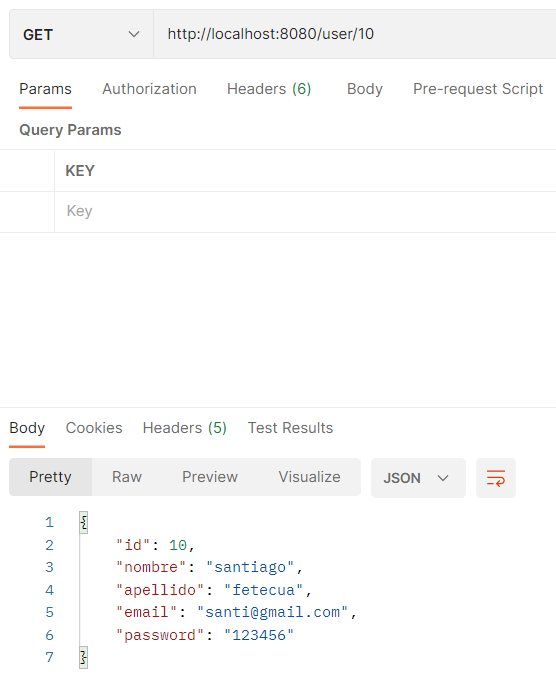 GET http://localhost:8080/user/10
Params Authorization Headers (6) Body Pre-request Script
Query Params
KEY
Key
Body Cookies Headers (5) Test Results
Pretty Raw Preview Visualize JSON
1 {
2 "id": 10,
3 "nombre": "santiago",
4 "apellido": "fetecua",
5 "email": "santi@gmail.com",
6 "password": "123456"
7 }